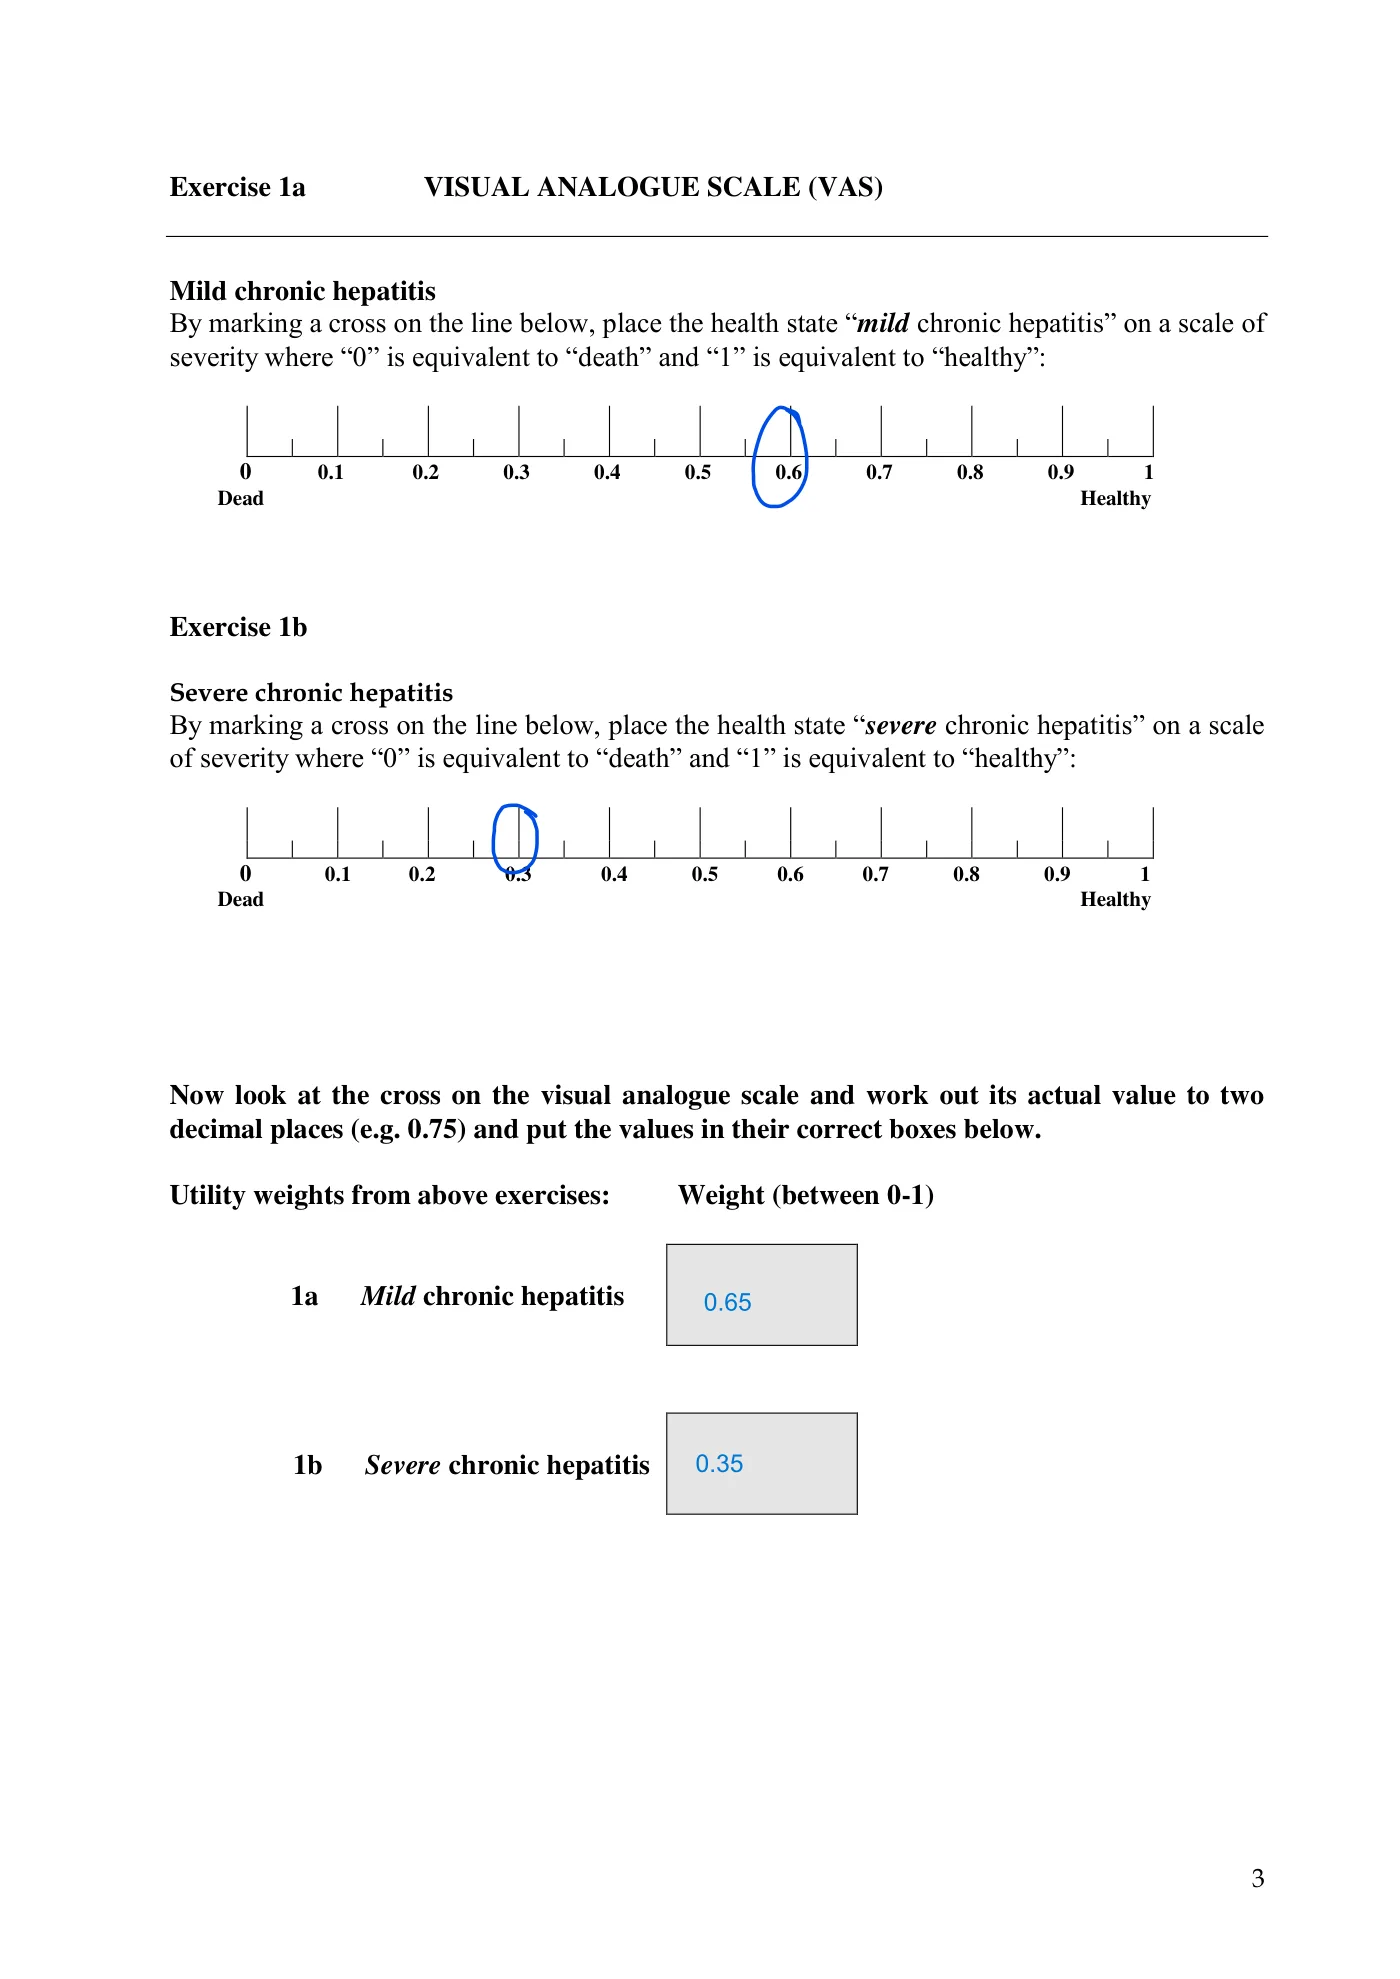 Exercise 1a VISUAL ANALOGUE SCALE (VAS)
Mild chronic hepatitis
By marking a cross on the line below, place the health state “mild chronic hepatitis” on a scale of
severity where “0” is equivalent to “death” and “1” is equivalent to “healthy”:
0 0.1 0.2 0.3 0.4 0.5 0.6 0.7 0.8 0.9 1
Dead Healthy
Exercise 1b
Severe chronic hepatitis
By marking a cross on the line below, place the health state “severe chronic hepatitis” on a scale
of severity where “0” is equivalent to “death” and “1” is equivalent to “healthy”:
0 0.1 0.2 0.3 0.4 0.5 0.6 0.7 0.8 0.9 1
Dead Healthy
Now look at the cross on the visual analogue scale and work out its actual value to two
decimal places (e.g. 0.75) and put the values in their correct boxes below.
Utility weights from above exercises: Weight (between 0-1)
1a Mild chronic hepatitis 0.65
1b Severe chronic hepatitis 0.35
3